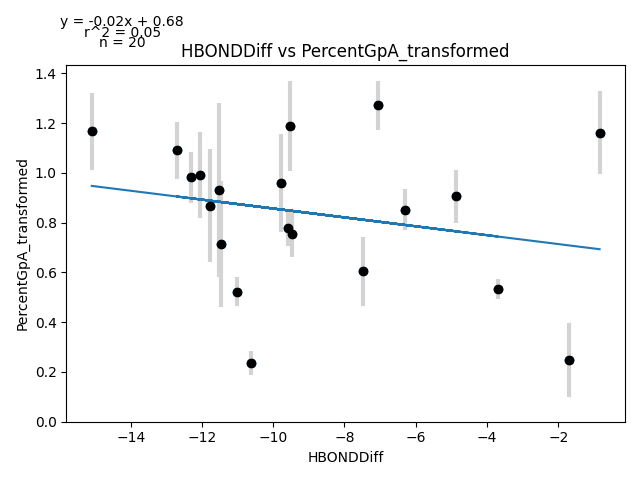 y = -0.02x + 0.68
r^2 = 0.05
n = 20
HBONDDiff vs PercentGpA_transformed
1.4
1.2
1.0
0.8
0.6
0.4
0.2
0.0
PercentGpA_transformed
−14
−12
−10
−8
−6
−4
−2
HBONDDiff